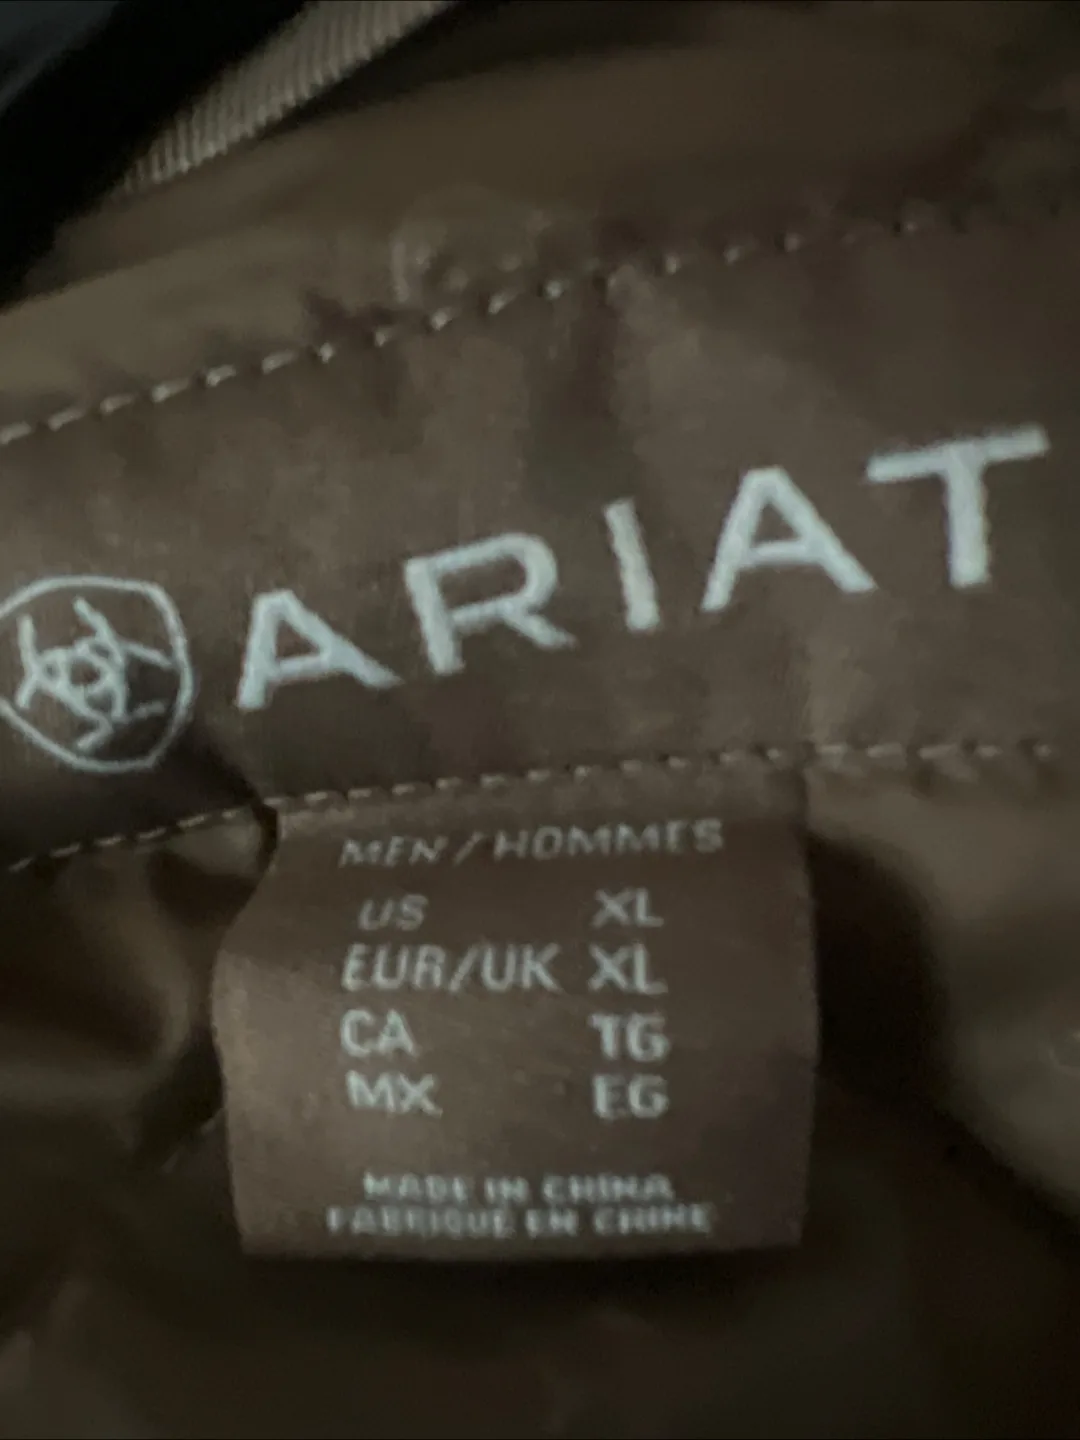 ARIAT
MEN / HOMMES
US XL
EUR/UK XL
CA TG
MX EG
MADE IN CHINA
FABRIQUÉ EN CHINE